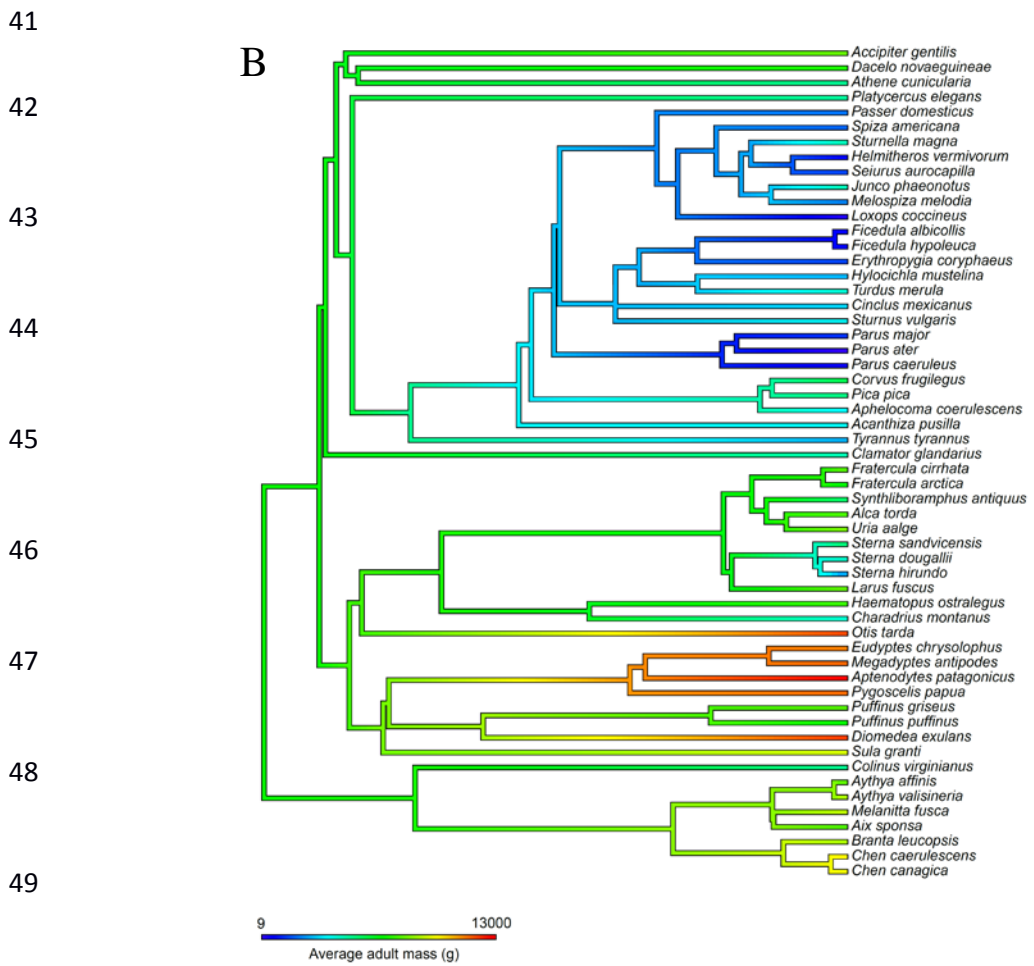 41
B
Accipiter gentilis
Dacelo novaeguineae
Athene cunicularia
Platycercus elegans
42
Passer domesticus
Spiza americana
Sturnella magna
Helmitheros vermivorum
Seiurus aurocapilla
Junco phaeonotus
Melospiza melodia
43
Loxops coccineus
Ficedula albicollis
Ficedula hypoleuca
Erythropygia coryphaeus
Hylocichla mustelina
Turdus merula
Cinclus mexicanus
Sturnus vulgaris
44
Parus major
Parus ater
Parus caeruleus
Corvus frugilegus
Pica pica
Aphelocoma coerulescens
Acanthiza pusilla
45
Tyrannus tyrannus
Clamator glandarius
Fratercula cirrhata
Fratercula arctica
Synthliboramphus antiquus
Alca torda
Uria aalge
46
Sterna sandvicensis
Sterna dougallii
Sterna hirundo
Larus fuscus
Haematopus ostralegus
Charadrius montanus
Otis tarda
47
Eudyptes chrysolophus
Megadyptes antipodes
Aptenodytes patagonicus
Pygoscelis papua
Puffinus griseus
Puffinus puffinus
Diomedea exulans
Sula granti
48
Colinus virginianus
Aythya affinis
Aythya valisineria
Melanitta fusca
Aix sponsa
Branta leucopsis
Chen caerulescens
Chen canagica
49
9 13000
Average adult mass (g)